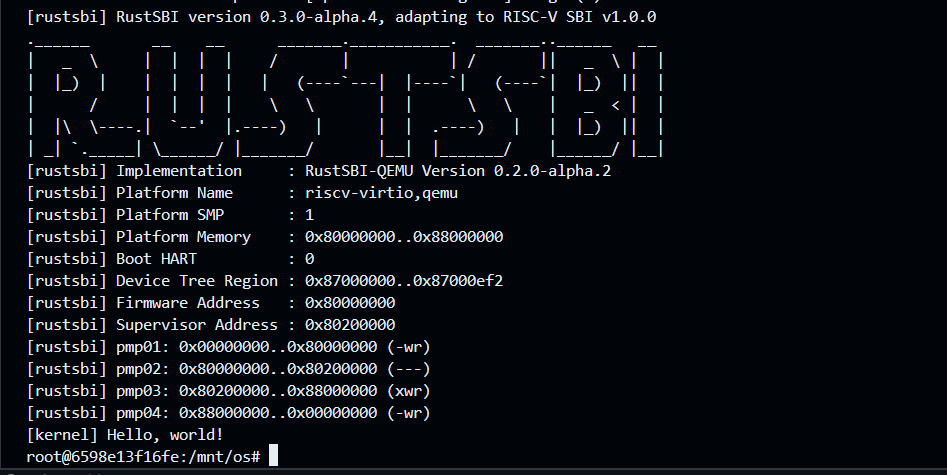 [rustsbi] RustSBI version 0.3.0-alpha.4, adapting to RISC-V SBI v1.0.0
RUSTSBI
[rustsbi] Implementation     : RustSBI-QEMU Version 0.2.0-alpha.2
[rustsbi] Platform Name      : riscv-virtio,qemu
[rustsbi] Platform SMP       : 1
[rustsbi] Platform Memory    : 0x80000000..0x88000000
[rustsbi] Boot HART          : 0
[rustsbi] Device Tree Region : 0x87000000..0x87000ef2
[rustsbi] Firmware Address   : 0x80000000
[rustsbi] Supervisor Address : 0x80200000
[rustsbi] pmp01: 0x00000000..0x80000000 (-wr)
[rustsbi] pmp02: 0x80000000..0x80200000 (---)
[rustsbi] pmp03: 0x80200000..0x88000000 (xwr)
[rustsbi] pmp04: 0x88000000..0x00000000 (-wr)
[kernel] Hello, world!
root@6598e13f16fe:/mnt/os#